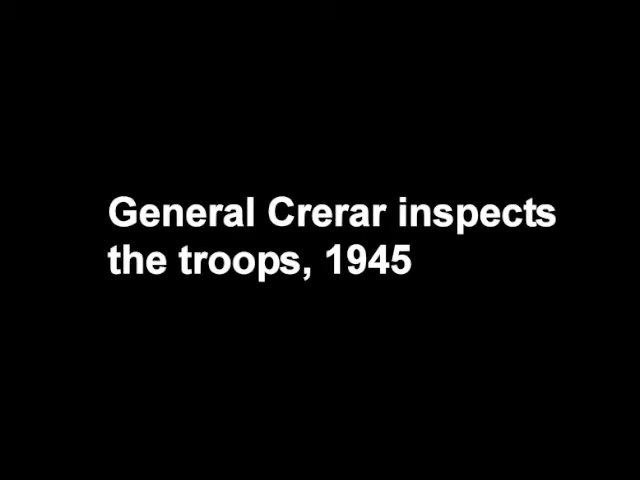 General Crerar inspects
the troops, 1945